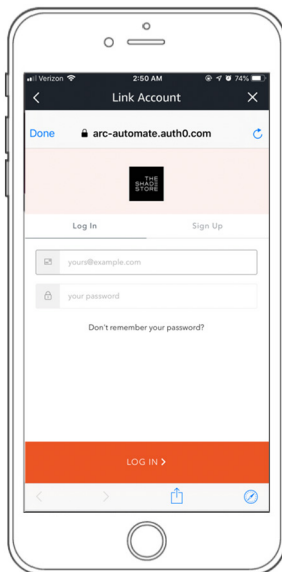 Verizon 2:50 AM 74%
Link Account
Done arc-automate.auth0.com
THE
SHADE
STORE
Log In Sign Up
yours@example.com
your password
Don't remember your password?
LOG IN >